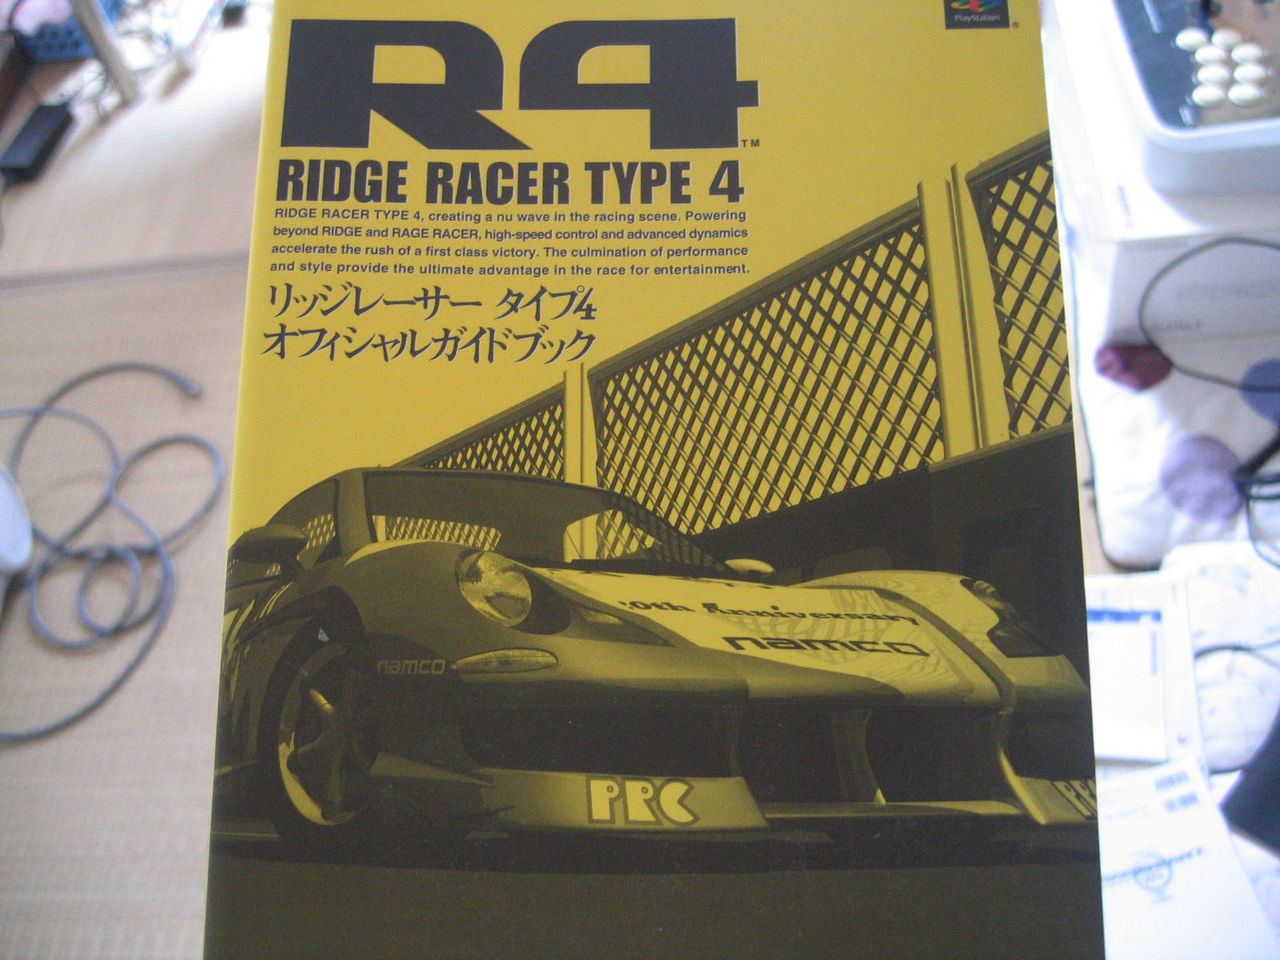 R4 TM
PlayStation
RIDGE RACER TYPE 4
RIDGE RACER TYPE 4, creating a nu wave in the racing scene. Powering
beyond RIDGE and RAGE RACER, high-speed control and advanced dynamics
accelerate the rush of a first class victory. The culmination of performance
and style provide the ultimate advantage in the race for entertainment.
リッジレーサー タイプ4
オフィシャルガイドブック
Anniversary
namco
namco
PRC